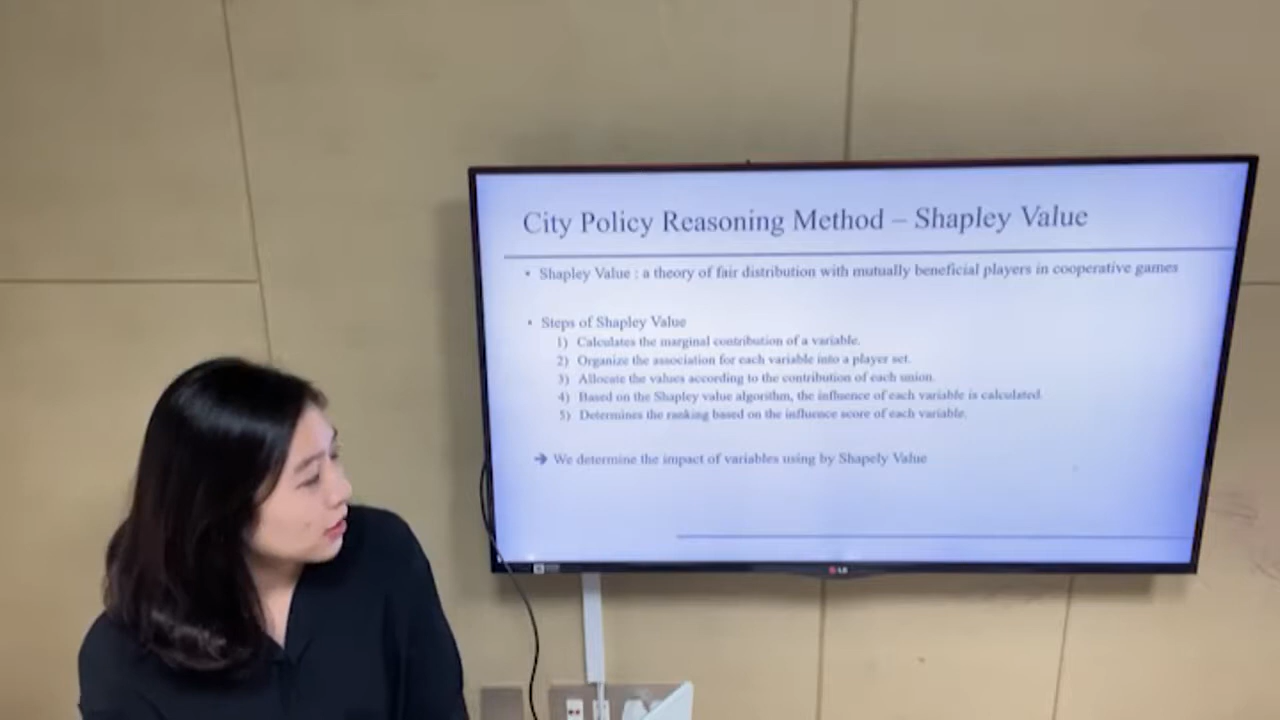 City Policy Reasoning Method – Shapley Value
• Shapley Value : a theory of fair distribution with mutually beneficial players in cooperative games
• Steps of Shapley Value
1) Calculates the marginal contribution of a variable.
2) Organize the association for each variable into a player set.
3) Allocate the values according to the contribution of each union.
4) Based on the Shapley value algorithm, the influence of each variable is calculated.
5) Determines the ranking based on the influence score of each variable.
➔ We determine the impact of variables using by Shapely Value
LG